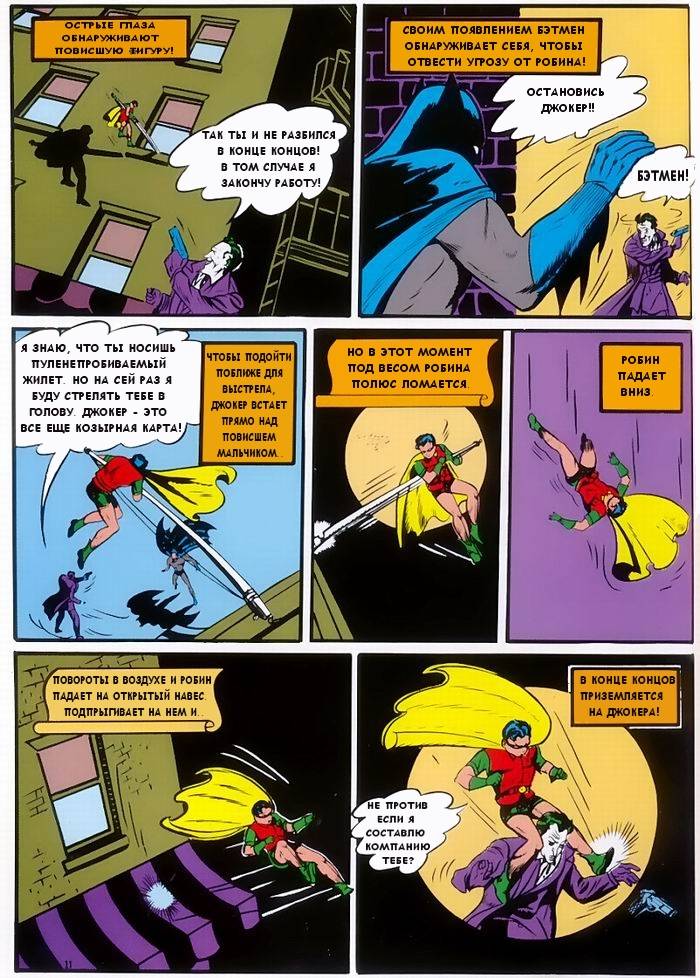 ОСТРЫЕ ГЛАЗА
ОБНАРУЖИВАЮТ
ПОВИСШУЮ ФИГУРУ!
ТАК ТЫ И НЕ РАЗБИЛСЯ
В КОНЦЕ КОНЦОВ!
В ТОМ СЛУЧАЕ Я
ЗАКОНЧУ РАБОТУ!
СВОИМ ПОЯВЛЕНИЕМ БЭТМЕН
ОБНАРУЖИВАЕТ СЕБЯ, ЧТОБЫ
ОТВЕСТИ УГРОЗУ ОТ РОБИНА!
ОСТАНОВИСЬ
ДЖОКЕР!!
БЭТМЕН!
Я ЗНАЮ, ЧТО ТЫ НОСИШЬ
ПУЛЕНЕПРОБИВАЕМЫЙ
ЖИЛЕТ. НО НА СЕЙ РАЗ Я
БУДУ СТРЕЛЯТЬ ТЕБЕ В
ГОЛОВУ. ДЖОКЕР - ЭТО
ВСЕ ЕЩЕ КОЗЫРНАЯ КАРТА!
ЧТОБЫ ПОДОЙТИ
ПОБЛИЖЕ ДЛЯ
ВЫСТРЕЛА,
ДЖОКЕР ВСТАЕТ
ПРЯМО НАД
ПОВИСШЕМ
МАЛЬЧИКОМ..
НО В ЭТОТ МОМЕНТ
ПОД ВЕСОМ РОБИНА
ПОЛЮС ЛОМАЕТСЯ.
РОБИН
ПАДАЕТ
ВНИЗ.
ПОВОРОТЫ В ВОЗДУХЕ И РОБИН
ПАДАЕТ НА ОТКРЫТЫЙ НАВЕС.
ПОДПРЫГИВАЕТ НА НЕМ И..
11
В КОНЦЕ КОНЦОВ
ПРИЗЕМЛЯЕТСЯ
НА ДЖОКЕРА!
НЕ ПРОТИВ
ЕСЛИ Я
СОСТАВЛЮ
КОМПАНИЮ
ТЕБЕ?